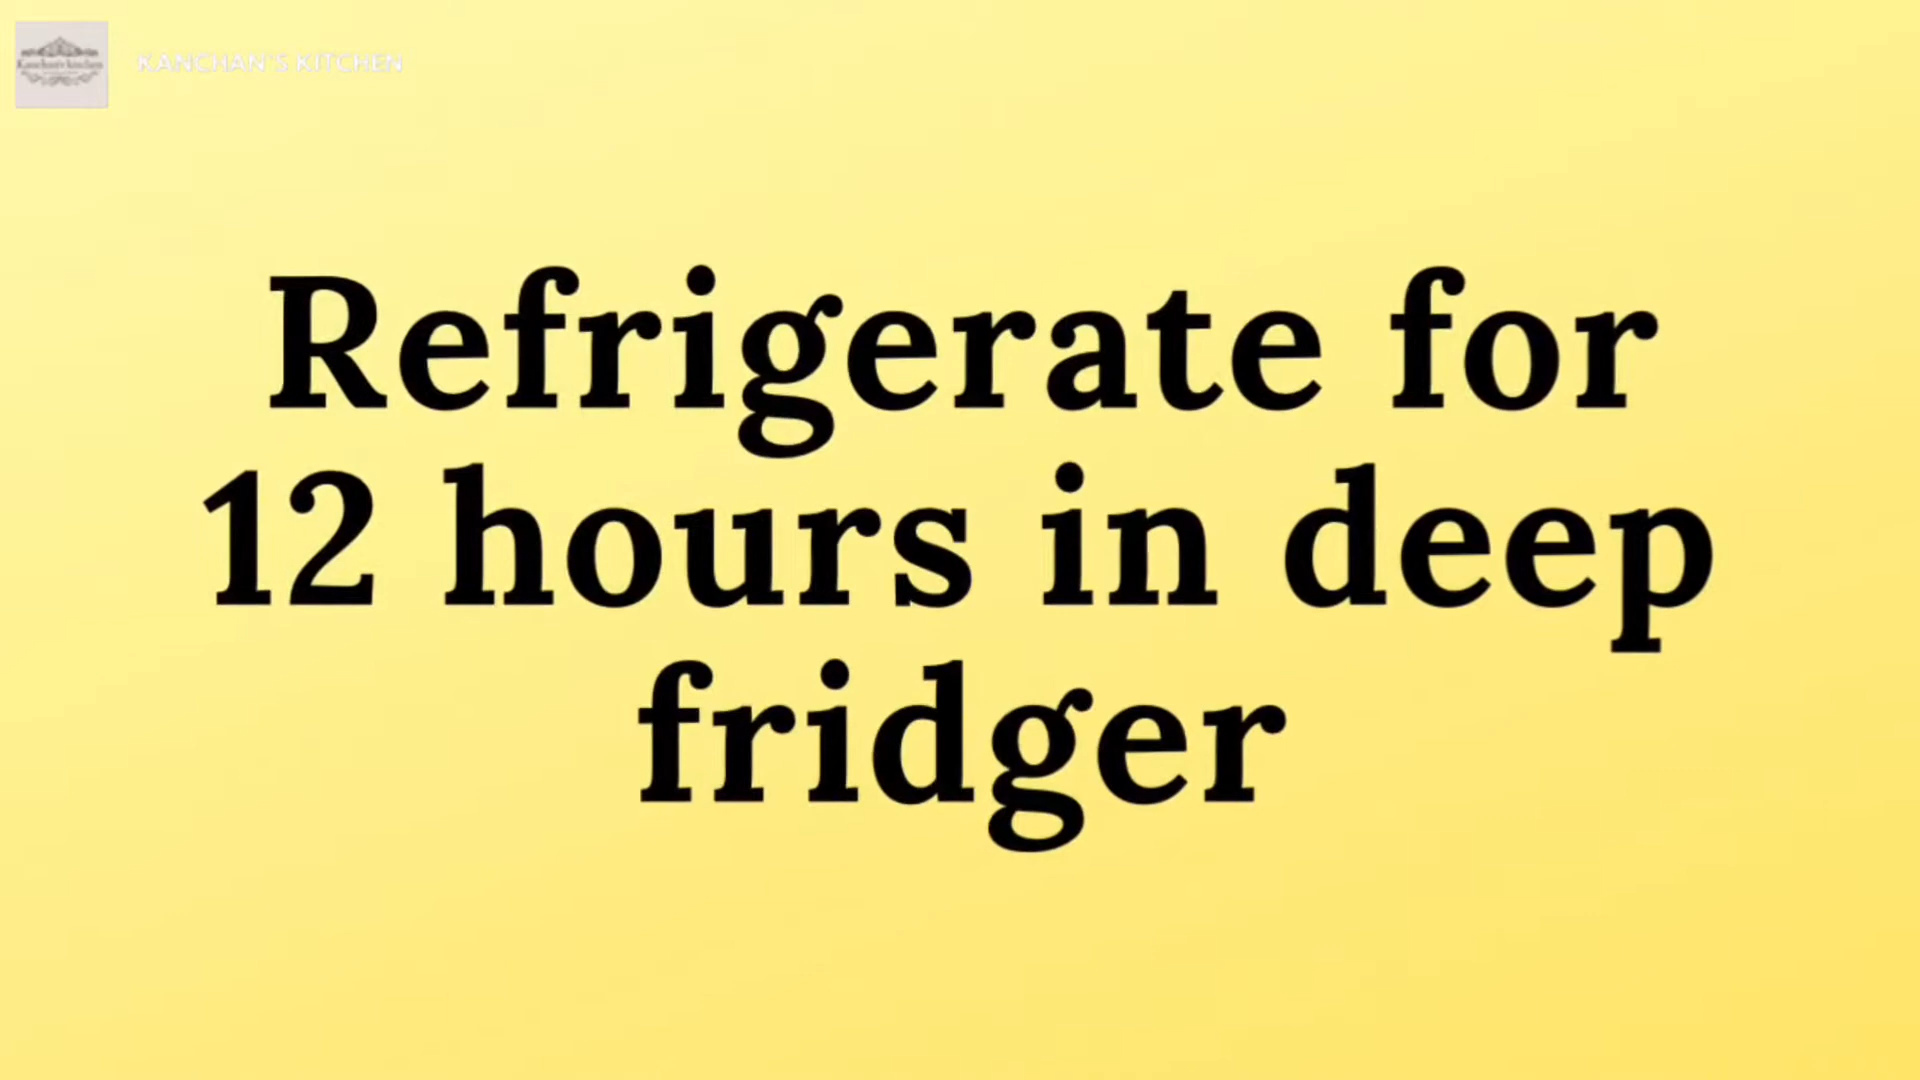 KANCHAN'S KITCHEN
Refrigerate for
12 hours in deep
fridger